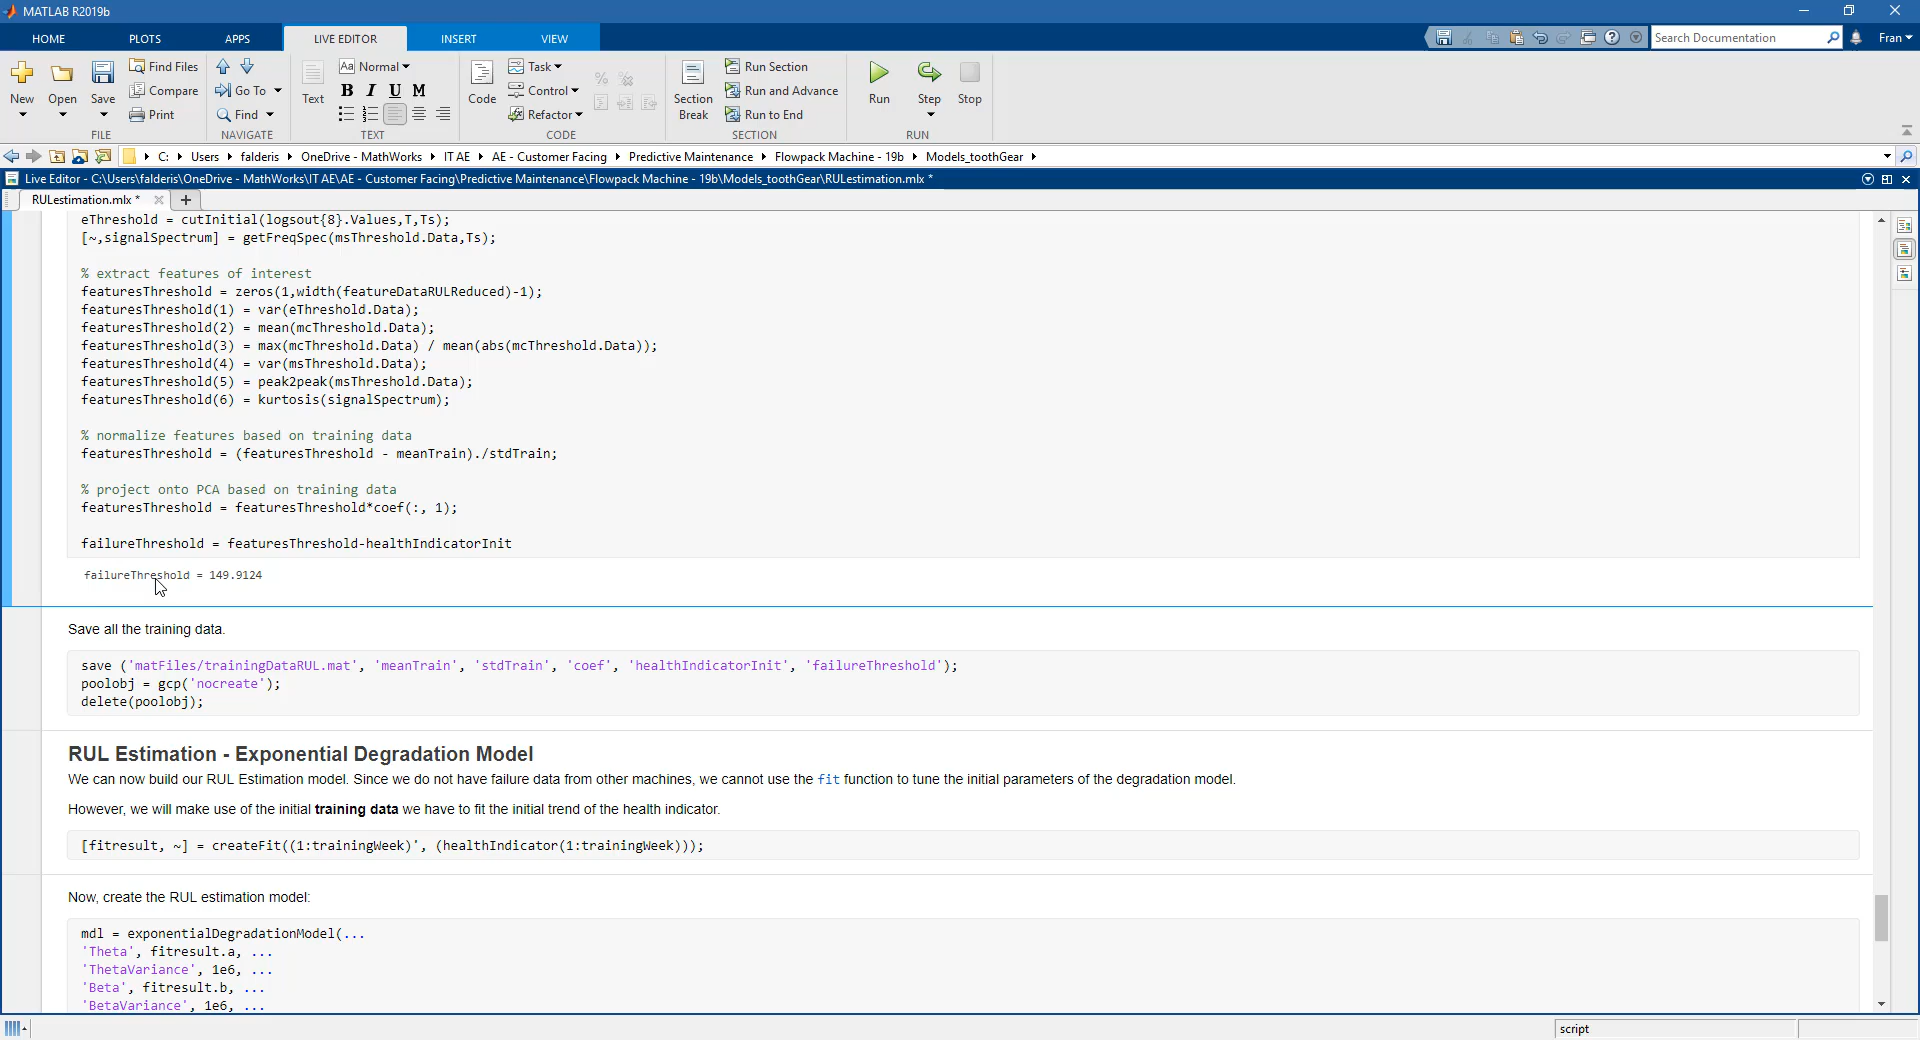 MATLAB R2019b
HOME PLOTS APPS LIVE EDITOR INSERT VIEW
Search Documentation
Fran
New
Open
Save
Find Files
Compare
Print
FILE
Go To
Find
NAVIGATE
Text
Aa Normal
B I U M
TEXT
Code
Task
Control
Refactor
CODE
Section Break
Run Section
Run and Advance
Run to End
SECTION
Run
Step
Stop
RUN
C: Users falderis OneDrive - MathWorks IT AE AE - Customer Facing Predictive Maintenance Flowpack Machine - 19b Models_toothGear
Live Editor - C:\Users\falderis\OneDrive - MathWorks\IT AE\AE - Customer Facing\Predictive Maintenance\Flowpack Machine - 19b\Models_toothGear\RULestimation.mlx *
RULestimation.mlx *
eThreshold = cutInitial(logsout{8}.Values,T,Ts);
[~,signalSpectrum] = getFreqSpec(msThreshold.Data,Ts);
% extract features of interest
featuresThreshold = zeros(1,width(featureDataRULReduced)-1);
featuresThreshold(1) = var(eThreshold.Data);
featuresThreshold(2) = mean(mcThreshold.Data);
featuresThreshold(3) = max(mcThreshold.Data) / mean(abs(mcThreshold.Data));
featuresThreshold(4) = var(msThreshold.Data);
featuresThreshold(5) = peak2peak(msThreshold.Data);
featuresThreshold(6) = kurtosis(signalSpectrum);
% normalize features based on training data
featuresThreshold = (featuresThreshold - meanTrain)./stdTrain;
% project onto PCA based on training data
featuresThreshold = featuresThreshold*coef(:, 1);
failureThreshold = featuresThreshold-healthIndicatorInit
failureThreshold = 149.9124
Save all the training data.
save ('matFiles/trainingDataRUL.mat', 'meanTrain', 'stdTrain', 'coef', 'healthIndicatorInit', 'failureThreshold');
poolobj = gcp('nocreate');
delete(poolobj);
RUL Estimation - Exponential Degradation Model
We can now build our RUL Estimation model. Since we do not have failure data from other machines, we cannot use the fit function to tune the initial parameters of the degradation model.
However, we will make use of the initial training data we have to fit the initial trend of the health indicator.
[fitresult, ~] = createFit((1:trainingWeek)', (healthIndicator(1:trainingWeek)));
Now, create the RUL estimation model:
mdl = exponentialDegradationModel(...
'Theta', fitresult.a, ...
'ThetaVariance', 1e6, ...
'Beta', fitresult.b, ...
'BetaVariance', 1e6, ...
script